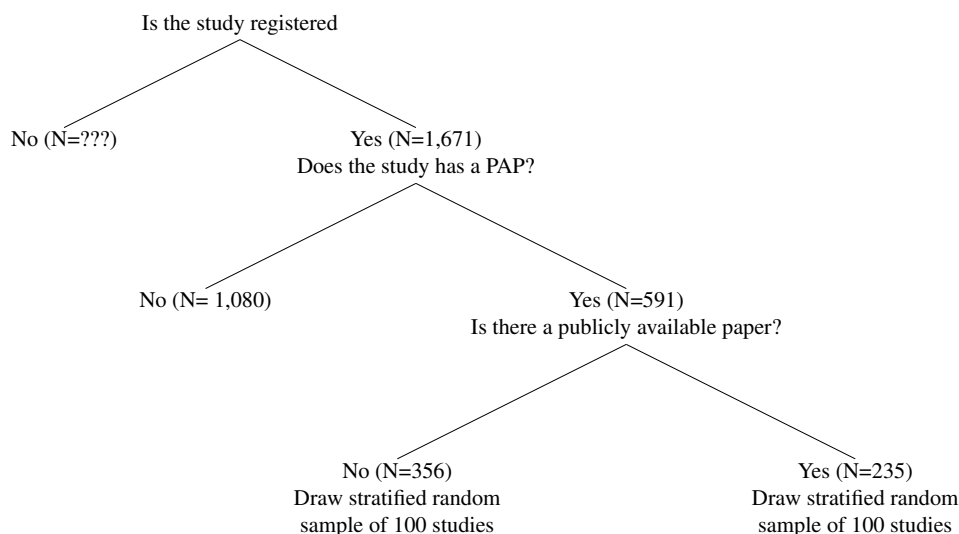 Is the study registered
No (N=???)
Yes (N=1,671)
Does the study has a PAP?
No (N= 1,080)
Yes (N=591)
Is there a publicly available paper?
No (N=356)
Draw stratified random
sample of 100 studies
Yes (N=235)
Draw stratified random
sample of 100 studies